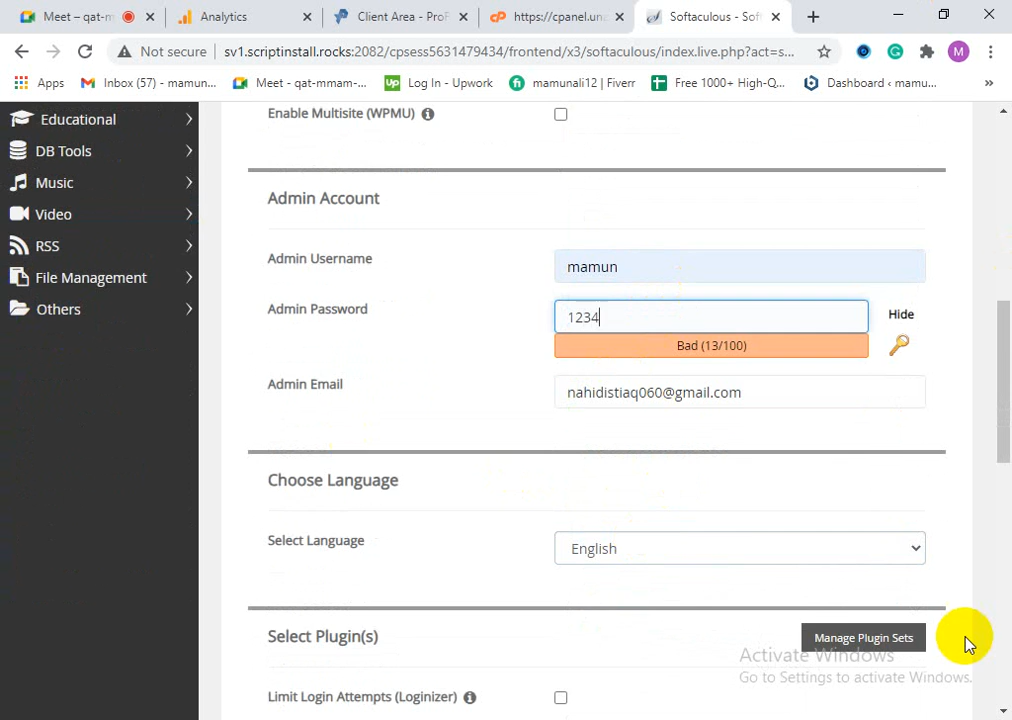 Meet – qat-m
Analytics
Client Area - ProF
https://cpanel.una
Softaculous - Sof
Not secure
sv1.scriptinstall.rocks:2082/cpsess5631479434/frontend/x3/softaculous/index.live.php?act=s...
M
Apps
Inbox (59) - mamun...
Meet - qat-mmam-...
Log In - Upwork
mamunali12 | Fiverr
Free 1000+ High-Q...
Dashboard ‹ mamu...
»
Educational
DB Tools
Music
Video
RSS
File Management
Others
Enable Multisite (WPMU)
Admin Account
Admin Username
mamun
Admin Password
1234
Hide
Bad (13/100)
Admin Email
nahidistiaq060@gmail.com
Choose Language
Select Language
English
Select Plugin(s)
Manage Plugin Sets
Activate Windows
Go to Settings to activate Windows.
Limit Login Attempts (Loginizer)